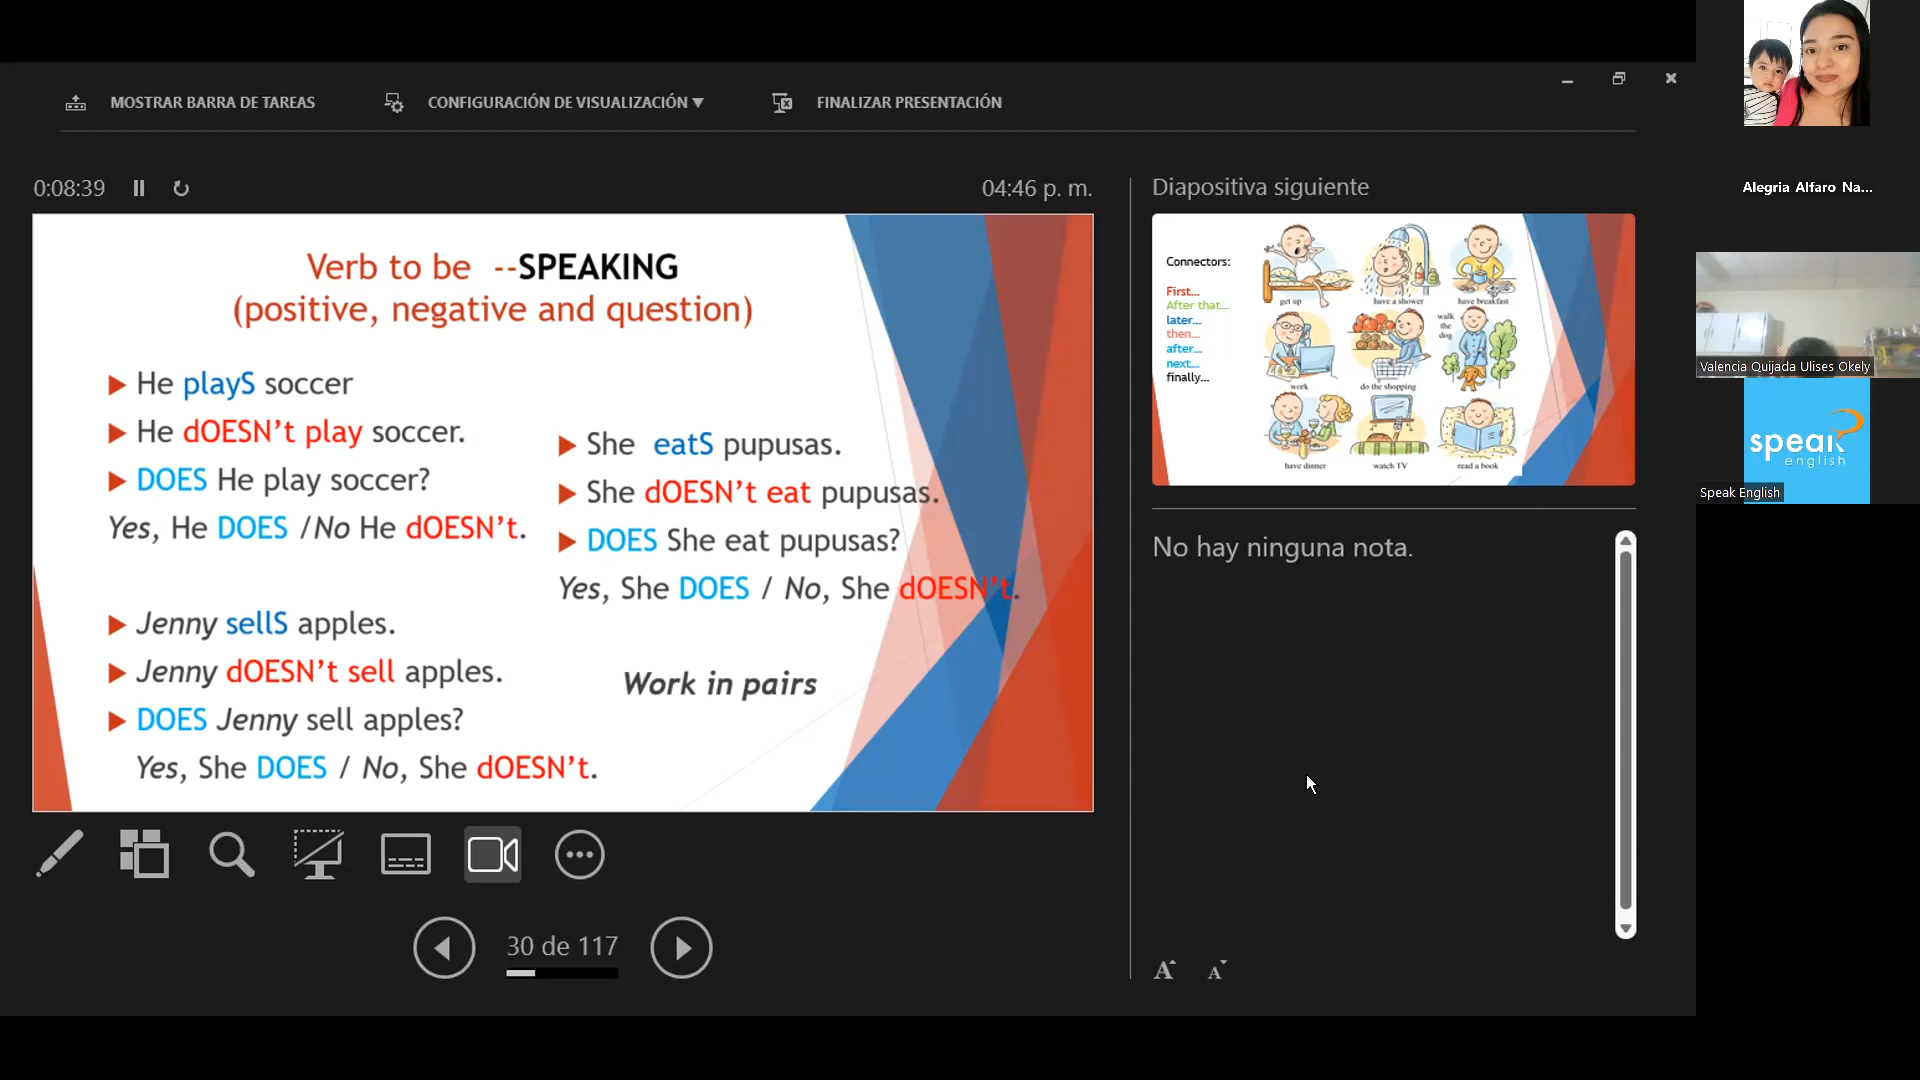 MOSTRAR BARRA DE TAREAS
CONFIGURACIÓN DE VISUALIZACIÓN ▼
FINALIZAR PRESENTACIÓN
0:08:39
04:46 p. m.
Verb to be --SPEAKING
(positive, negative and question)
He playS soccer
He dOESN't play soccer.
DOES He play soccer?
Yes, He DOES /No He dOESN't.
She eatS pupusas.
She dOESN't eat pupusas.
DOES She eat pupusas?
Yes, She DOES / No, She dOESN't.
Jenny sellS apples.
Jenny dOESN't sell apples.
DOES Jenny sell apples?
Yes, She DOES / No, She dOESN't.
Work in pairs
30 de 117
Diapositiva siguiente
Connectors:
First...
After that...
later...
then...
after...
next...
finally...
get up
have a shower
have breakfast
work
do the shopping
walk
the
dog
have dinner
watch TV
read a book
No hay ninguna nota.
A A
Alegria Alfaro Na...
Valencia Quijada Ulises Okely
speak
english
Speak English